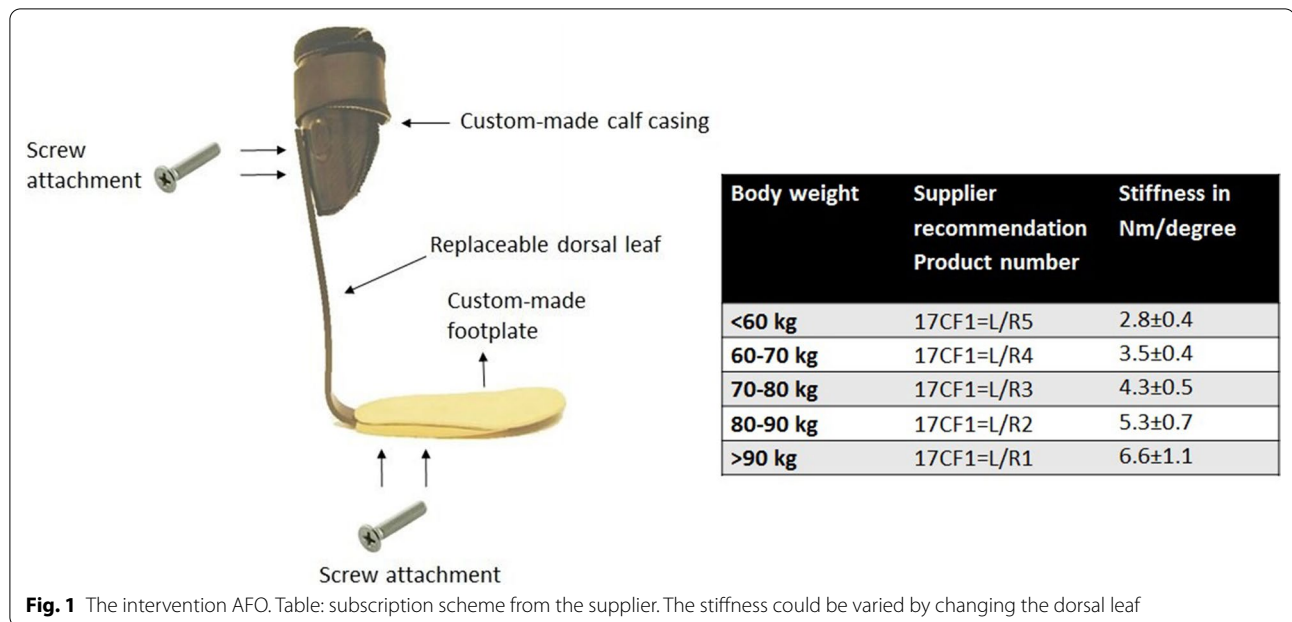 Custom-made calf casing
Screw
attachment
Replaceable dorsal leaf
Custom-made
footplate
Screw attachment
Body weight Supplier recommendation Product number Stiffness in Nm/degree
<60 kg 17CF1=L/R5 2.8±0.4
60-70 kg 17CF1=L/R4 3.5±0.4
70-80 kg 17CF1=L/R3 4.3±0.5
80-90 kg 17CF1=L/R2 5.3±0.7
>90 kg 17CF1=L/R1 6.6±1.1
Fig. 1 The intervention AFO. Table: subscription scheme from the supplier. The stiffness could be varied by changing the dorsal leaf